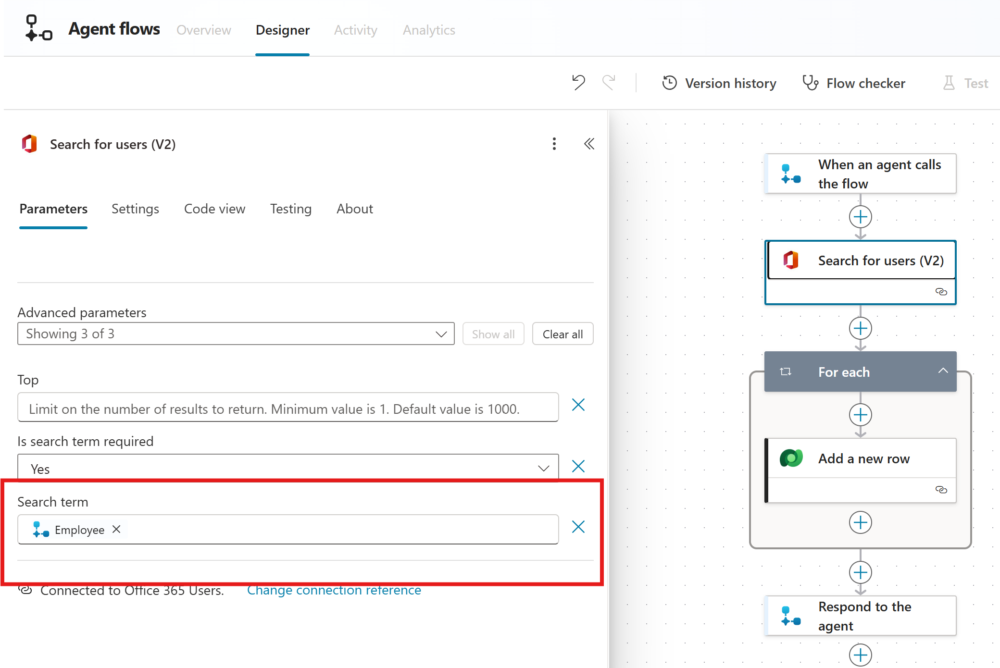 Agent flows
Overview
Designer
Activity
Analytics
Version history
Flow checker
Test
Search for users (V2)
Parameters
Settings
Code view
Testing
About
Advanced parameters
Showing 3 of 3
Show all
Clear all
Top
Limit on the number of results to return. Minimum value is 1. Default value is 1000.
Is search term required
Yes
Search term
Employee
Connected to Office 365 Users.
Change connection reference
When an agent calls
the flow
Search for users (V2)
For each
Add a new row
Respond to the
agent